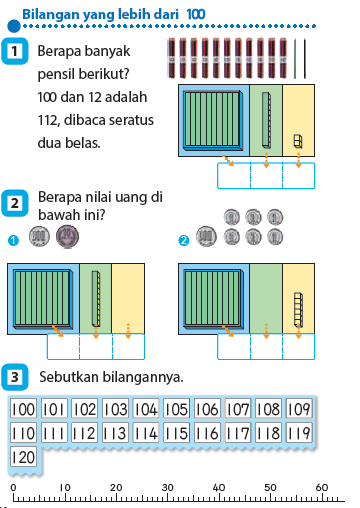 Bilangan yang lebih dari 100
1 Berapa banyak
pensil berikut?
100 dan 12 adalah
112, dibaca seratus
dua belas.
2 Berapa nilai uang di
bawah ini?
1
2
3 Sebutkan bilangannya.
100 101 102 103 104 105 106 107 108 109
110 111 112 113 114 115 116 117 118 119
120
0 10 20 30 40 50 60